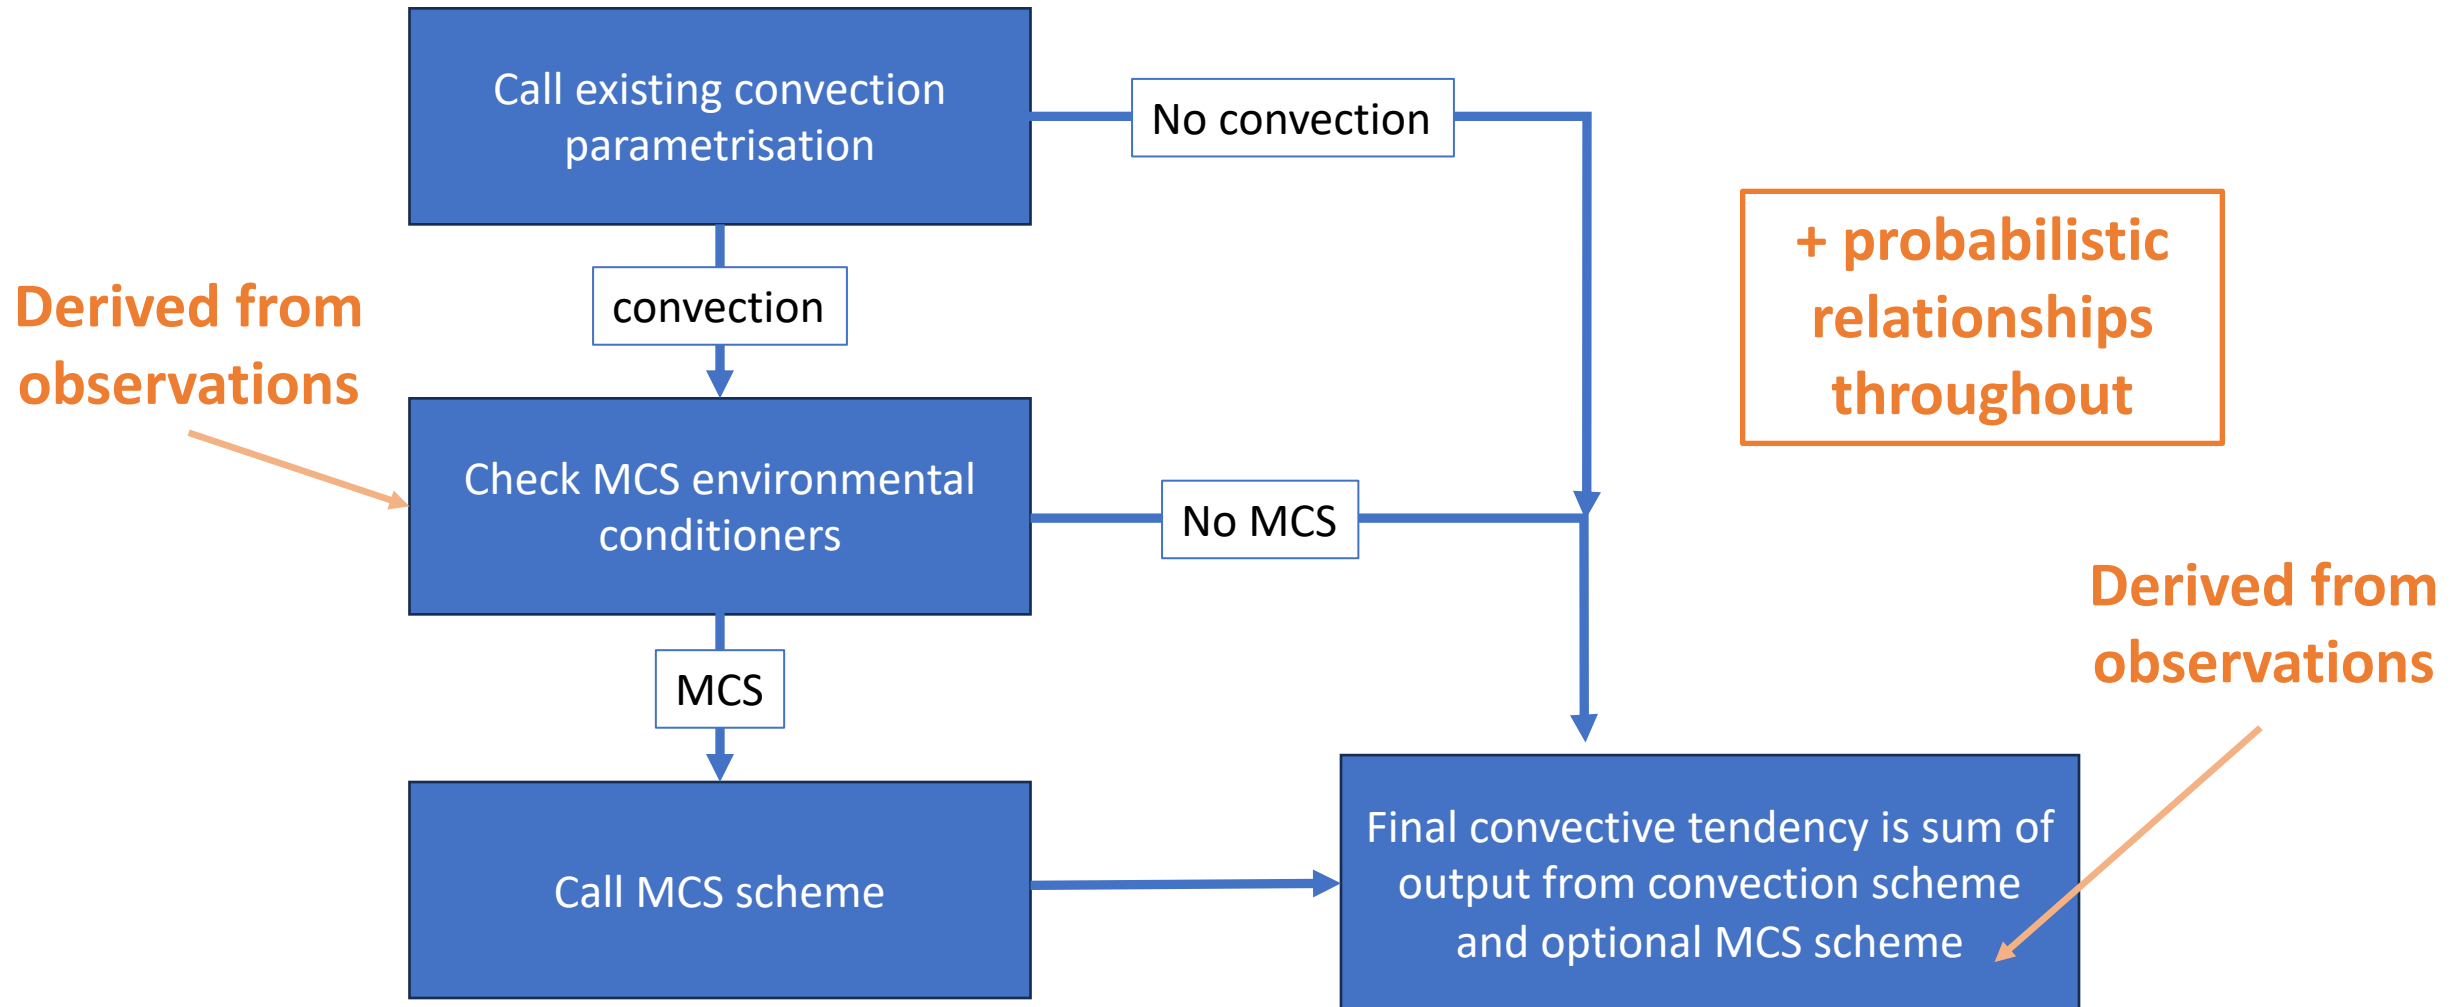 Call existing convection
parametrisation
No convection
+ probabilistic
relationships
throughout
convection
Derived from
observations
Check MCS environmental
conditioners
No MCS
Derived from
observations
MCS
Call MCS scheme
Final convective tendency is sum of
output from convection scheme
and optional MCS scheme